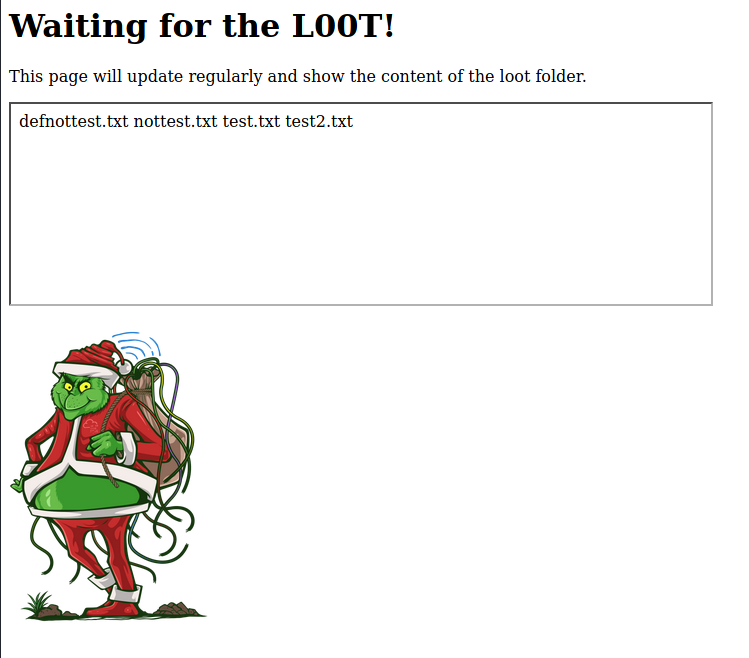 Waiting for the L00T!
This page will update regularly and show the content of the loot folder.
defnottest.txt nottest.txt test.txt test2.txt